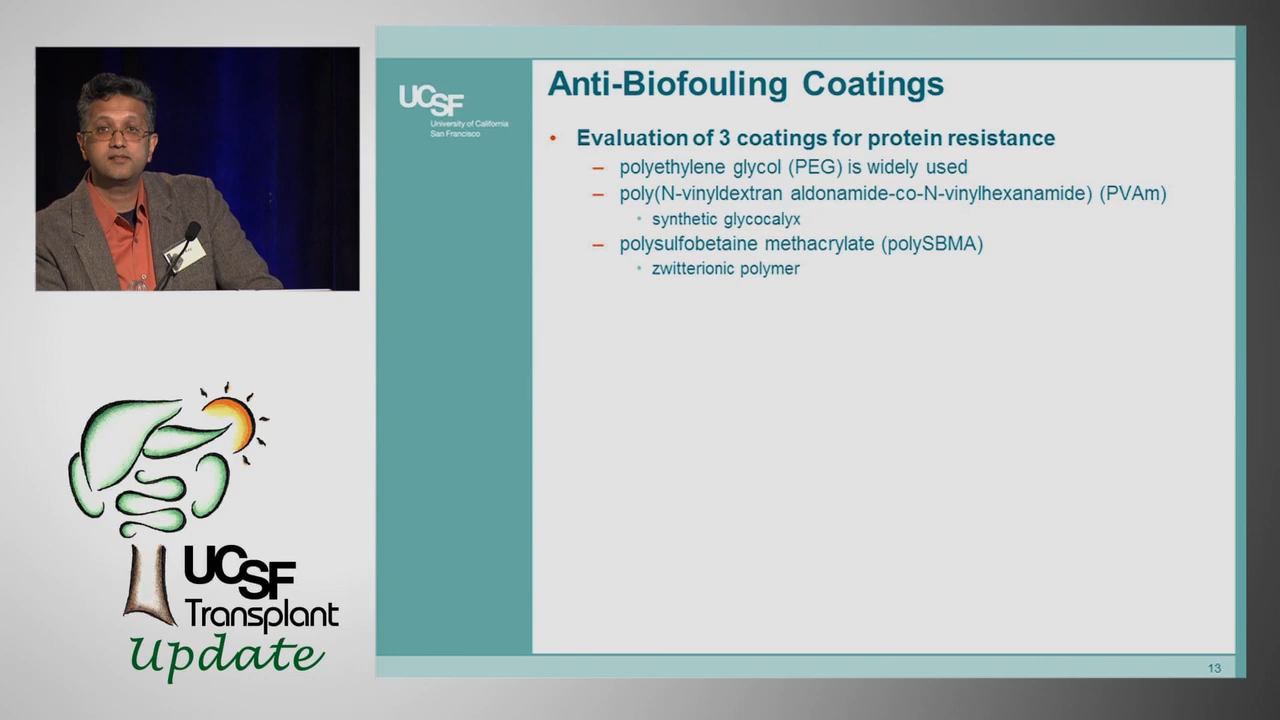 UCSF
University of California
San Francisco
Anti-Biofouling Coatings
• Evaluation of 3 coatings for protein resistance
– polyethylene glycol (PEG) is widely used
– poly(N-vinyldextran aldonamide-co-N-vinylhexanamide) (PVAm)
• synthetic glycocalyx
– polysulfobetaine methacrylate (polySBMA)
• zwitterionic polymer
UCSF
Transplant
Update
13